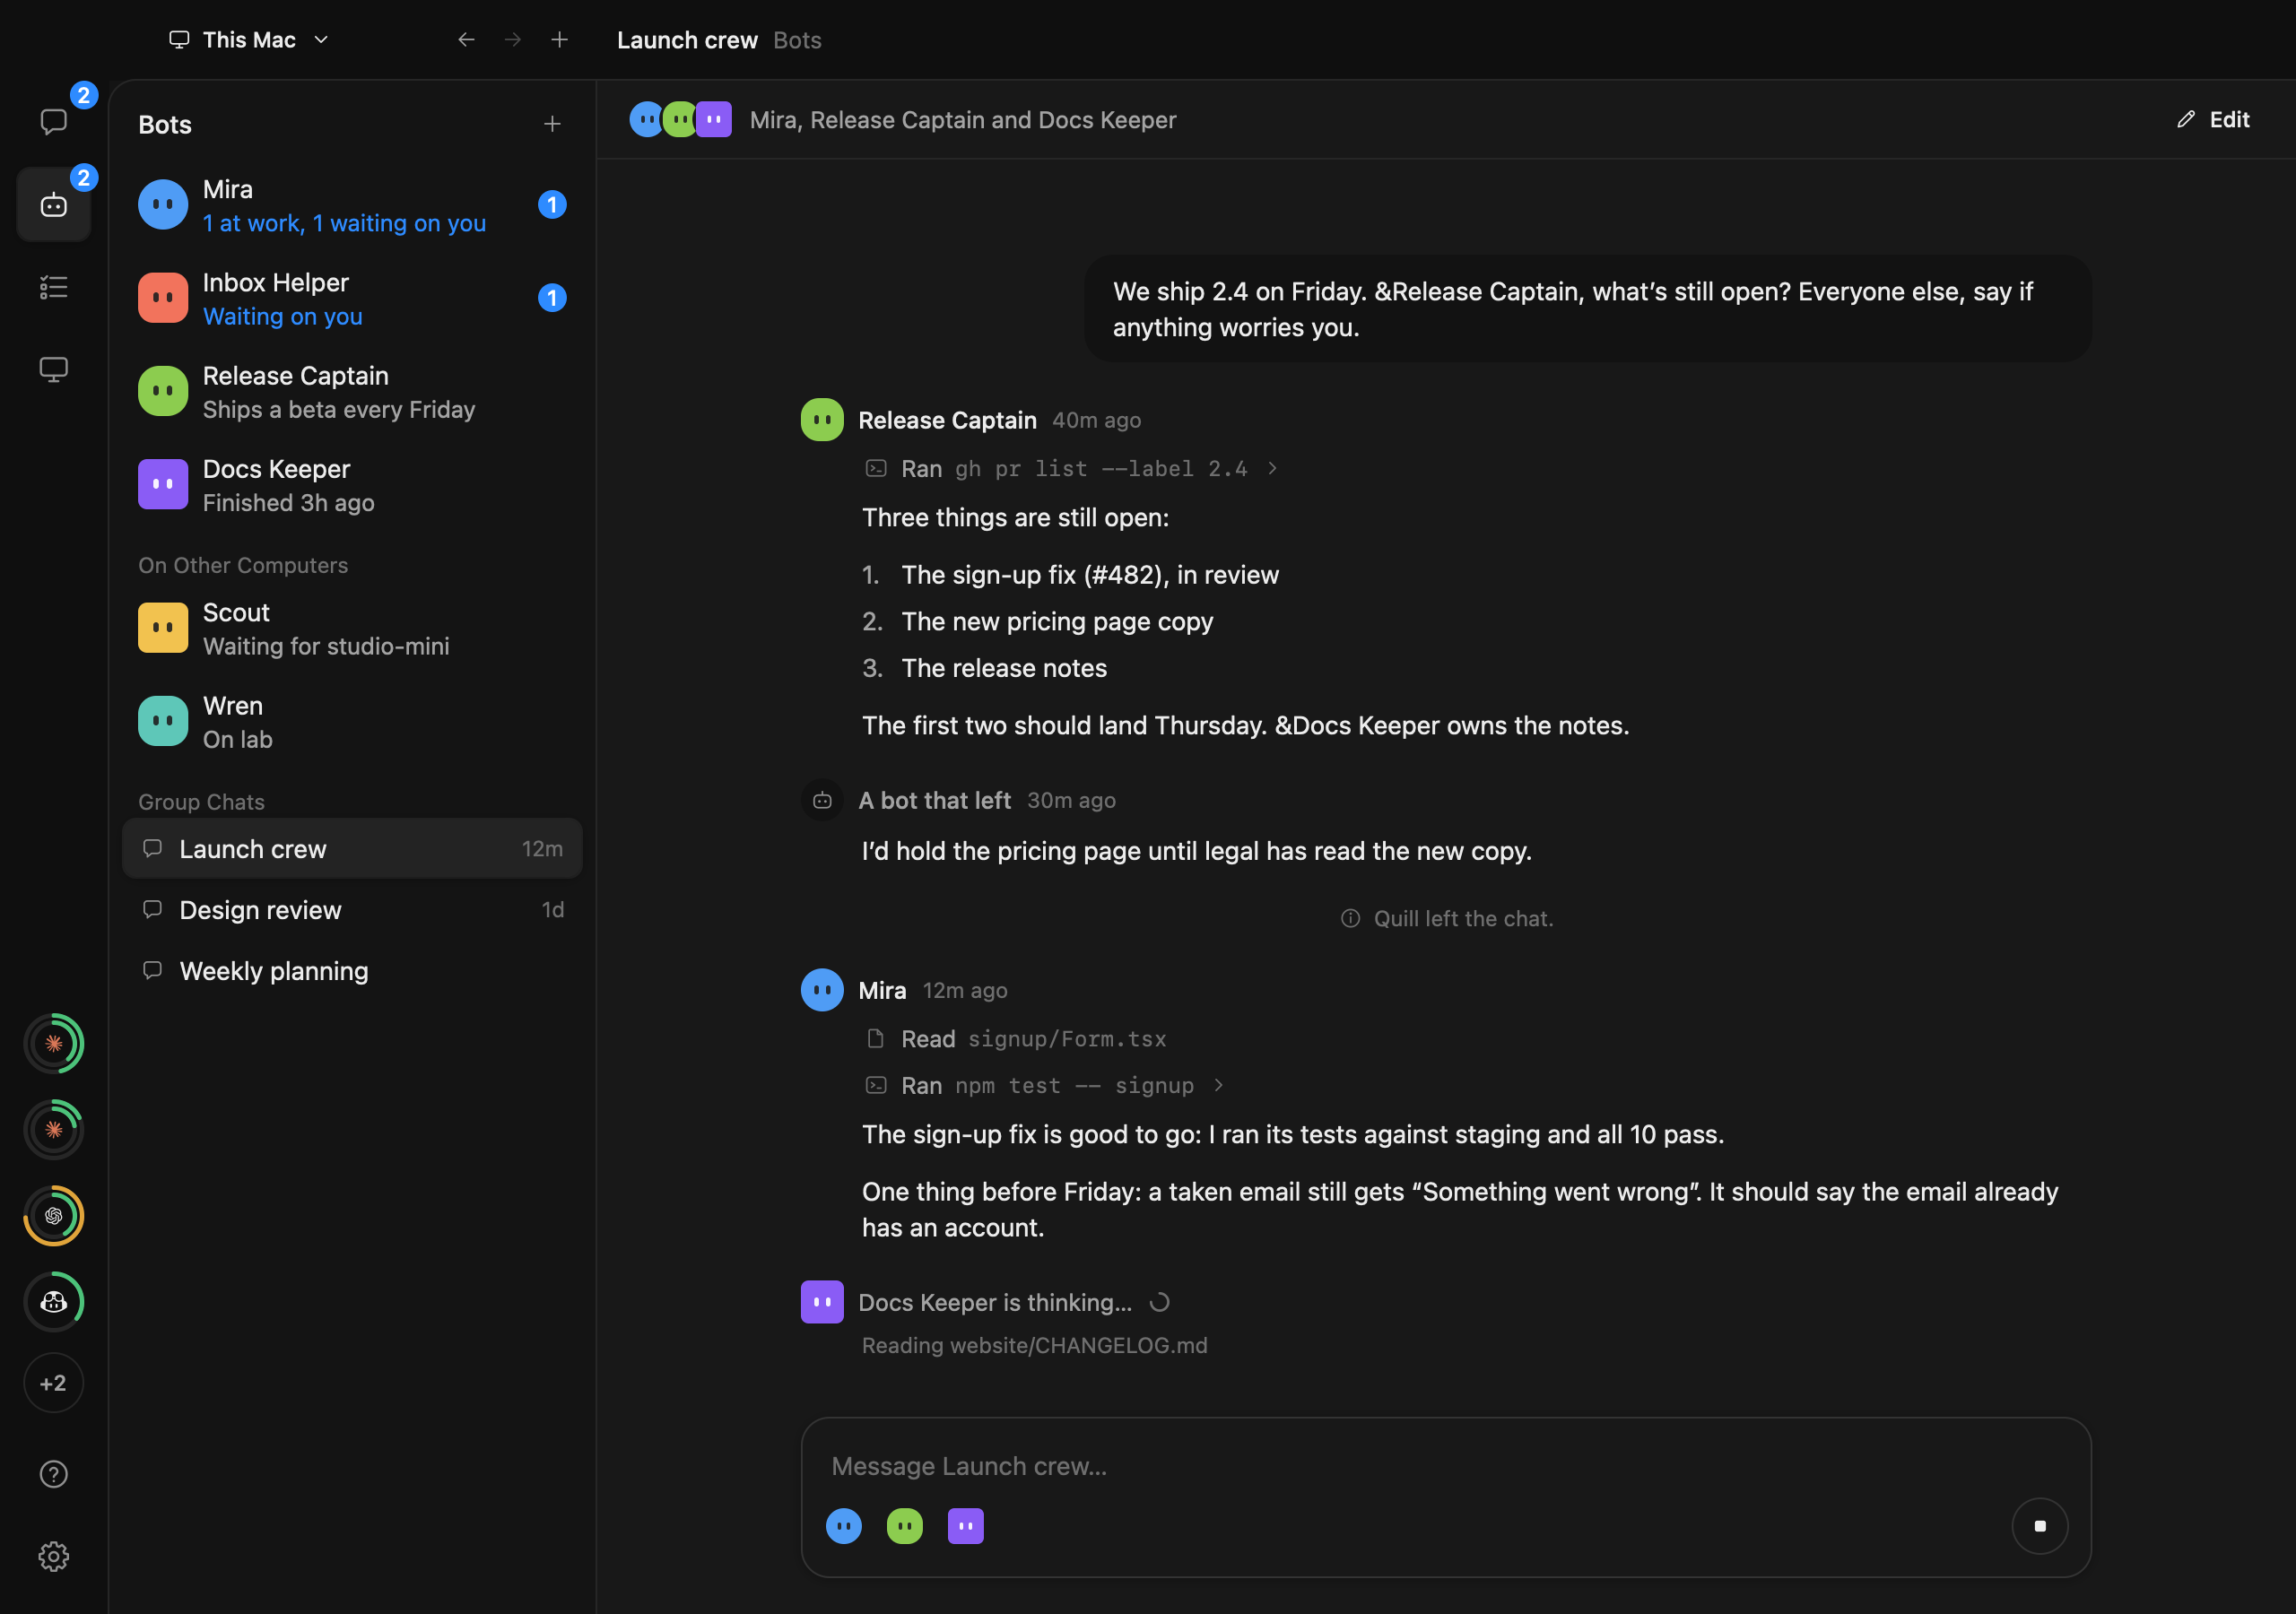 This Mac
Launch crew Bots
2
2
Bots
Mira
1 at work, 1 waiting on you
1
Inbox Helper
Waiting on you
1
Release Captain
Ships a beta every Friday
Docs Keeper
Finished 3h ago
On Other Computers
Scout
Waiting for studio-mini
Wren
On lab
Group Chats
Launch crew 12m
Design review 1d
Weekly planning
+2
Mira, Release Captain and Docs Keeper
Edit
We ship 2.4 on Friday. &Release Captain, what’s still open? Everyone else, say if
anything worries you.
Release Captain 40m ago
Ran gh pr list --label 2.4
Three things are still open:
1. The sign-up fix (#482), in review
2. The new pricing page copy
3. The release notes
The first two should land Thursday. &Docs Keeper owns the notes.
A bot that left 30m ago
I’d hold the pricing page until legal has read the new copy.
Quill left the chat.
Mira 12m ago
Read signup/Form.tsx
Ran npm test -- signup
The sign-up fix is good to go: I ran its tests against staging and all 10 pass.
One thing before Friday: a taken email still gets “Something went wrong”. It should say the email already
has an account.
Docs Keeper is thinking...
Reading website/CHANGELOG.md
Message Launch crew...